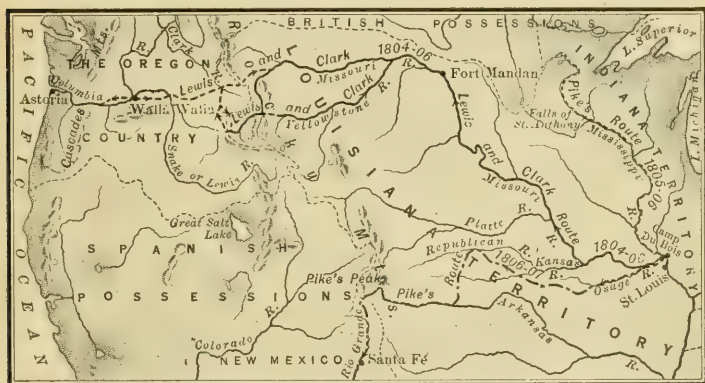 BRITISH POSSESSIONS
L. Superior
PACIFIC OCEAN
Mts.
R.
Clark
R
THE OREGON
COUNTRY
Lewis and Clark 1804-06
Missouri R.
Fort Mandan
INDIANA TERRITORY
Pike's Route 1805-06
Mississippi
L. Michigan
Astoria
Columbia
Lewis
Walla Walla
Cascades
Lewis and Clark
Yellowstone R.
Falls of St. Anthony
ROCKY MTS
LOUISIANA TERRITORY
Snake or Lewis R.
Lewis and Clark Route 1804-06
Missouri R.
Great Salt Lake
Platte R.
Camp Du Bois
SPANISH
POSSESSIONS
Republican R.
Kansas R.
1806-07
Osage R.
St. Louis
Pike's Peak
Pike's Route
Arkansas R.
Colorado R.
NEW MEXICO
Rio Grande
Santa Fé